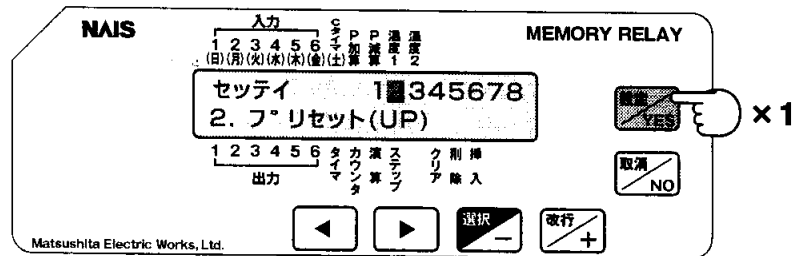 NAIS
MEMORY RELAY
入力
1 2 3 4 5 6 Cタイマ P加算 P減算 温度1 温度2
(日)(月)(火)(水)(木)(金)(土)
セッテイ 1 345678
2. プリセット(UP)
1 2 3 4 5 6 タイマ カウンタ 演算 ステップ クリア 削除 挿入
出力
設定 YES
×1
取消 NO
選択 −
改行 +
Matsushita Electric Works, Ltd.